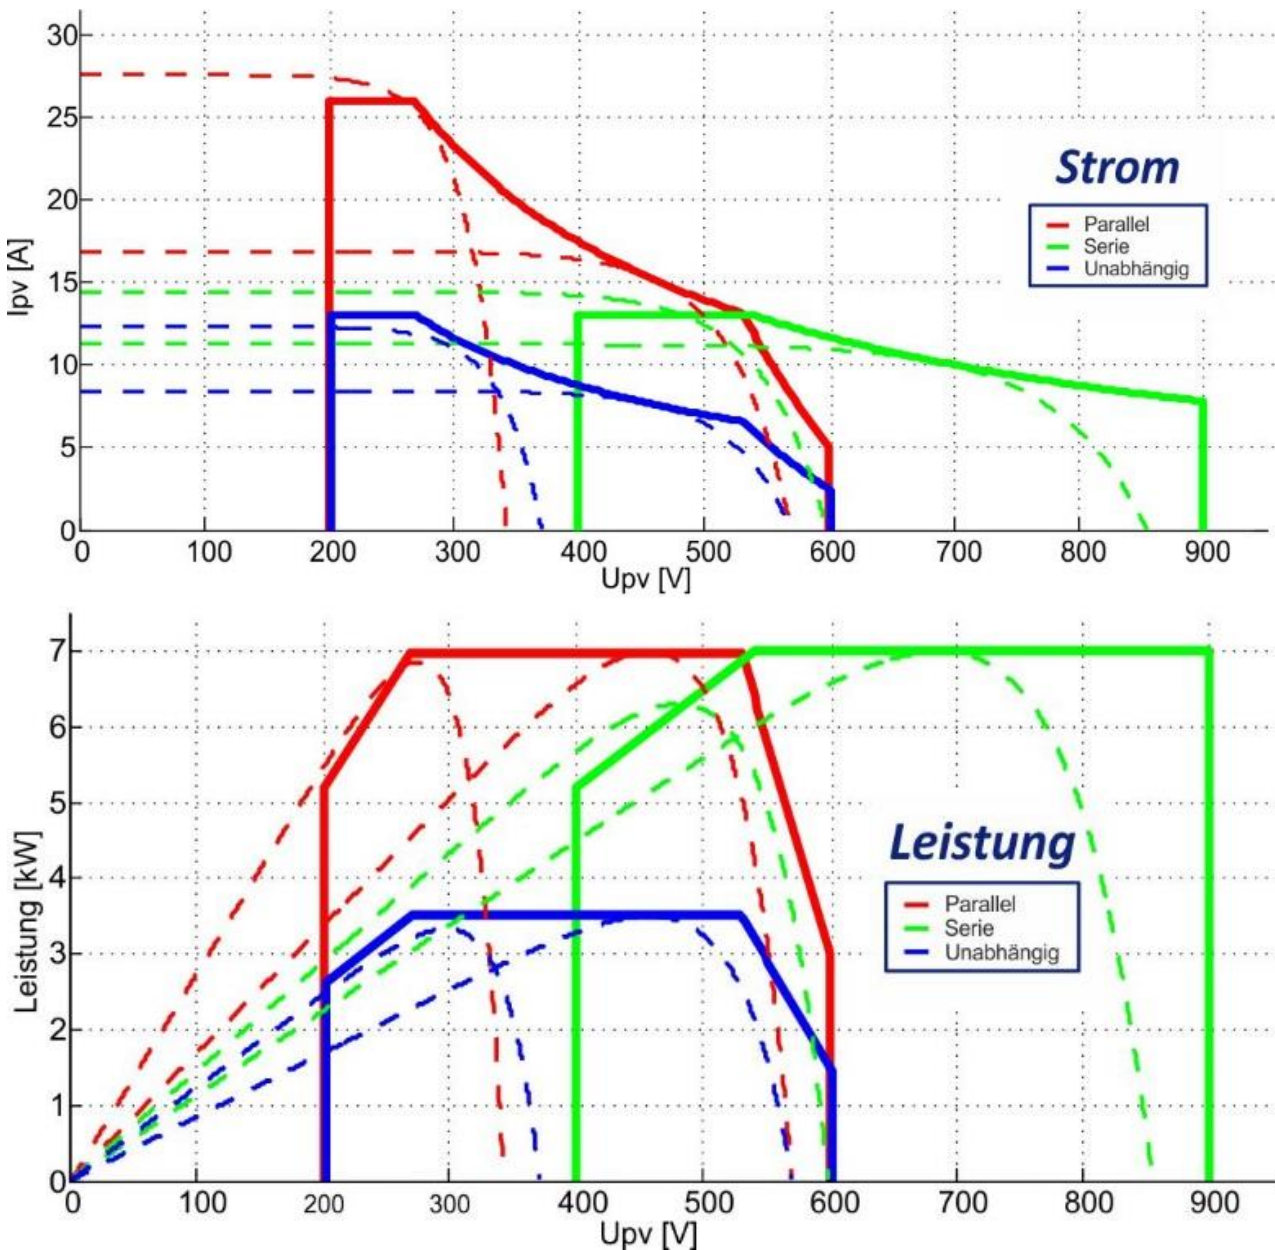 30
25
20
15
10
5
0
Ipv [A]
Strom
Parallel
Serie
Unabhängig
0 100 200 300 400 500 600 700 800 900
Upv [V]
7
6
5
4
3
2
1
0
Leistung [kW]
Leistung
Parallel
Serie
Unabhängig
0 100 200 300 400 500 600 700 800 900
Upv [V]